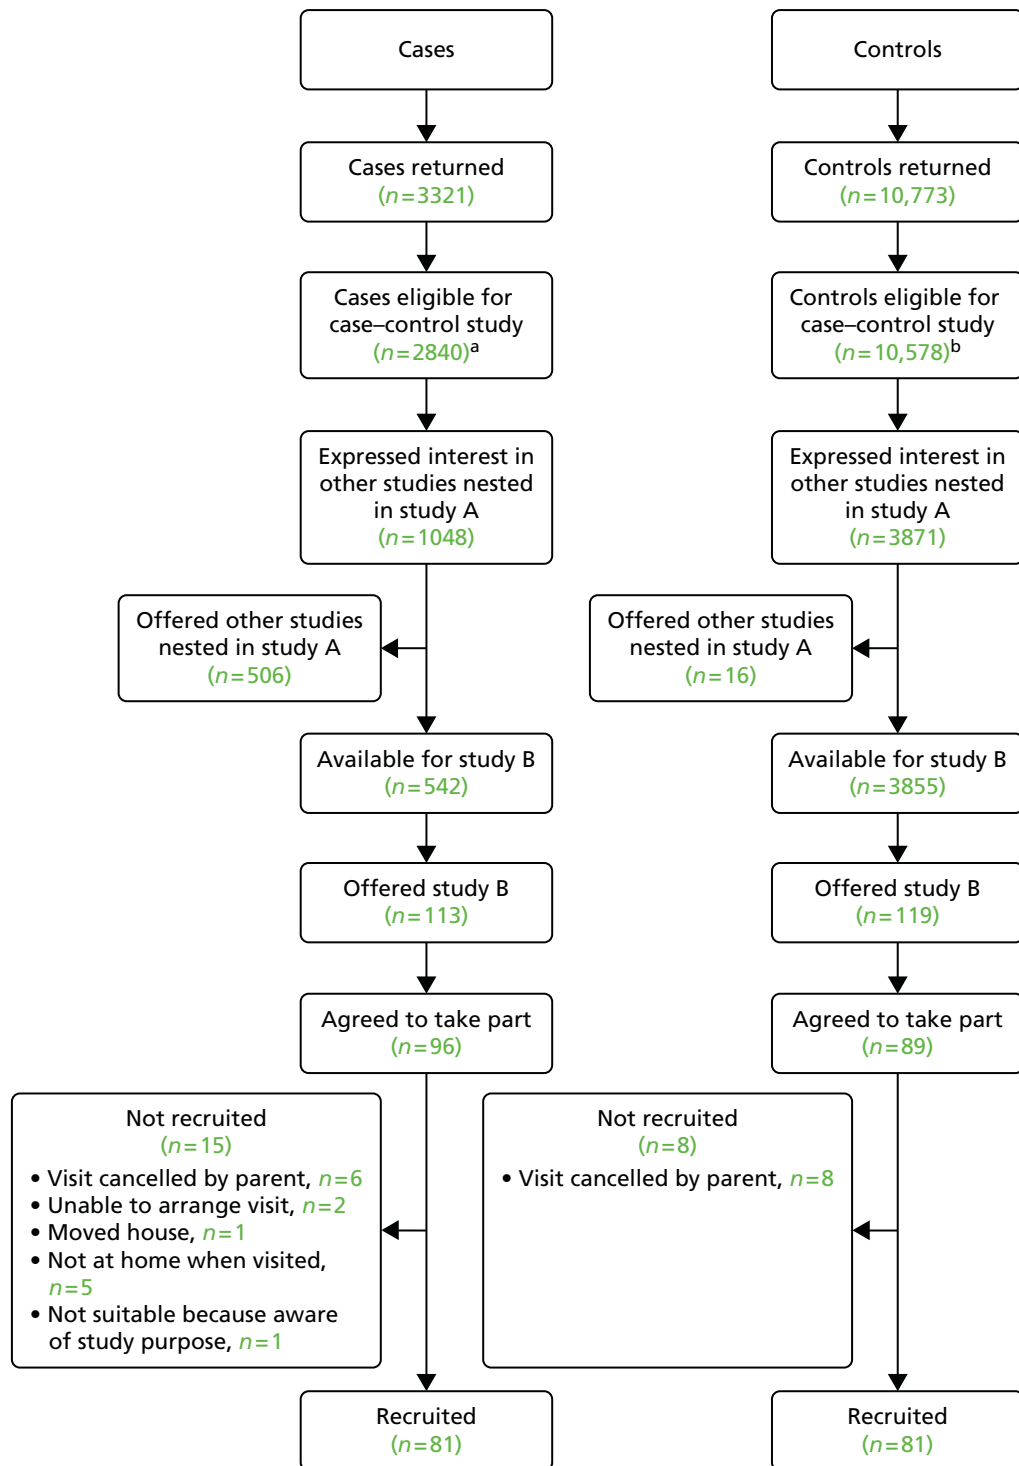 Cases
Cases returned
(n=3321)
Cases eligible for
case–control study
(n=2840)a
Expressed interest in
other studies nested
in study A
(n=1048)
Offered other studies
nested in study A
(n=506)
Available for study B
(n=542)
Offered study B
(n=113)
Agreed to take part
(n=96)
Not recruited
(n=15)
• Visit cancelled by parent, n=6
• Unable to arrange visit, n=2
• Moved house, n=1
• Not at home when visited,
n=5
• Not suitable because aware
of study purpose, n=1
Recruited
(n=81)
Controls
Controls returned
(n=10,773)
Controls eligible for
case–control study
(n=10,578)b
Expressed interest in
other studies nested
in study A
(n=3871)
Offered other studies
nested in study A
(n=16)
Available for study B
(n=3855)
Offered study B
(n=119)
Agreed to take part
(n=89)
Not recruited
(n=8)
• Visit cancelled by parent, n=8
Recruited
(n=81)